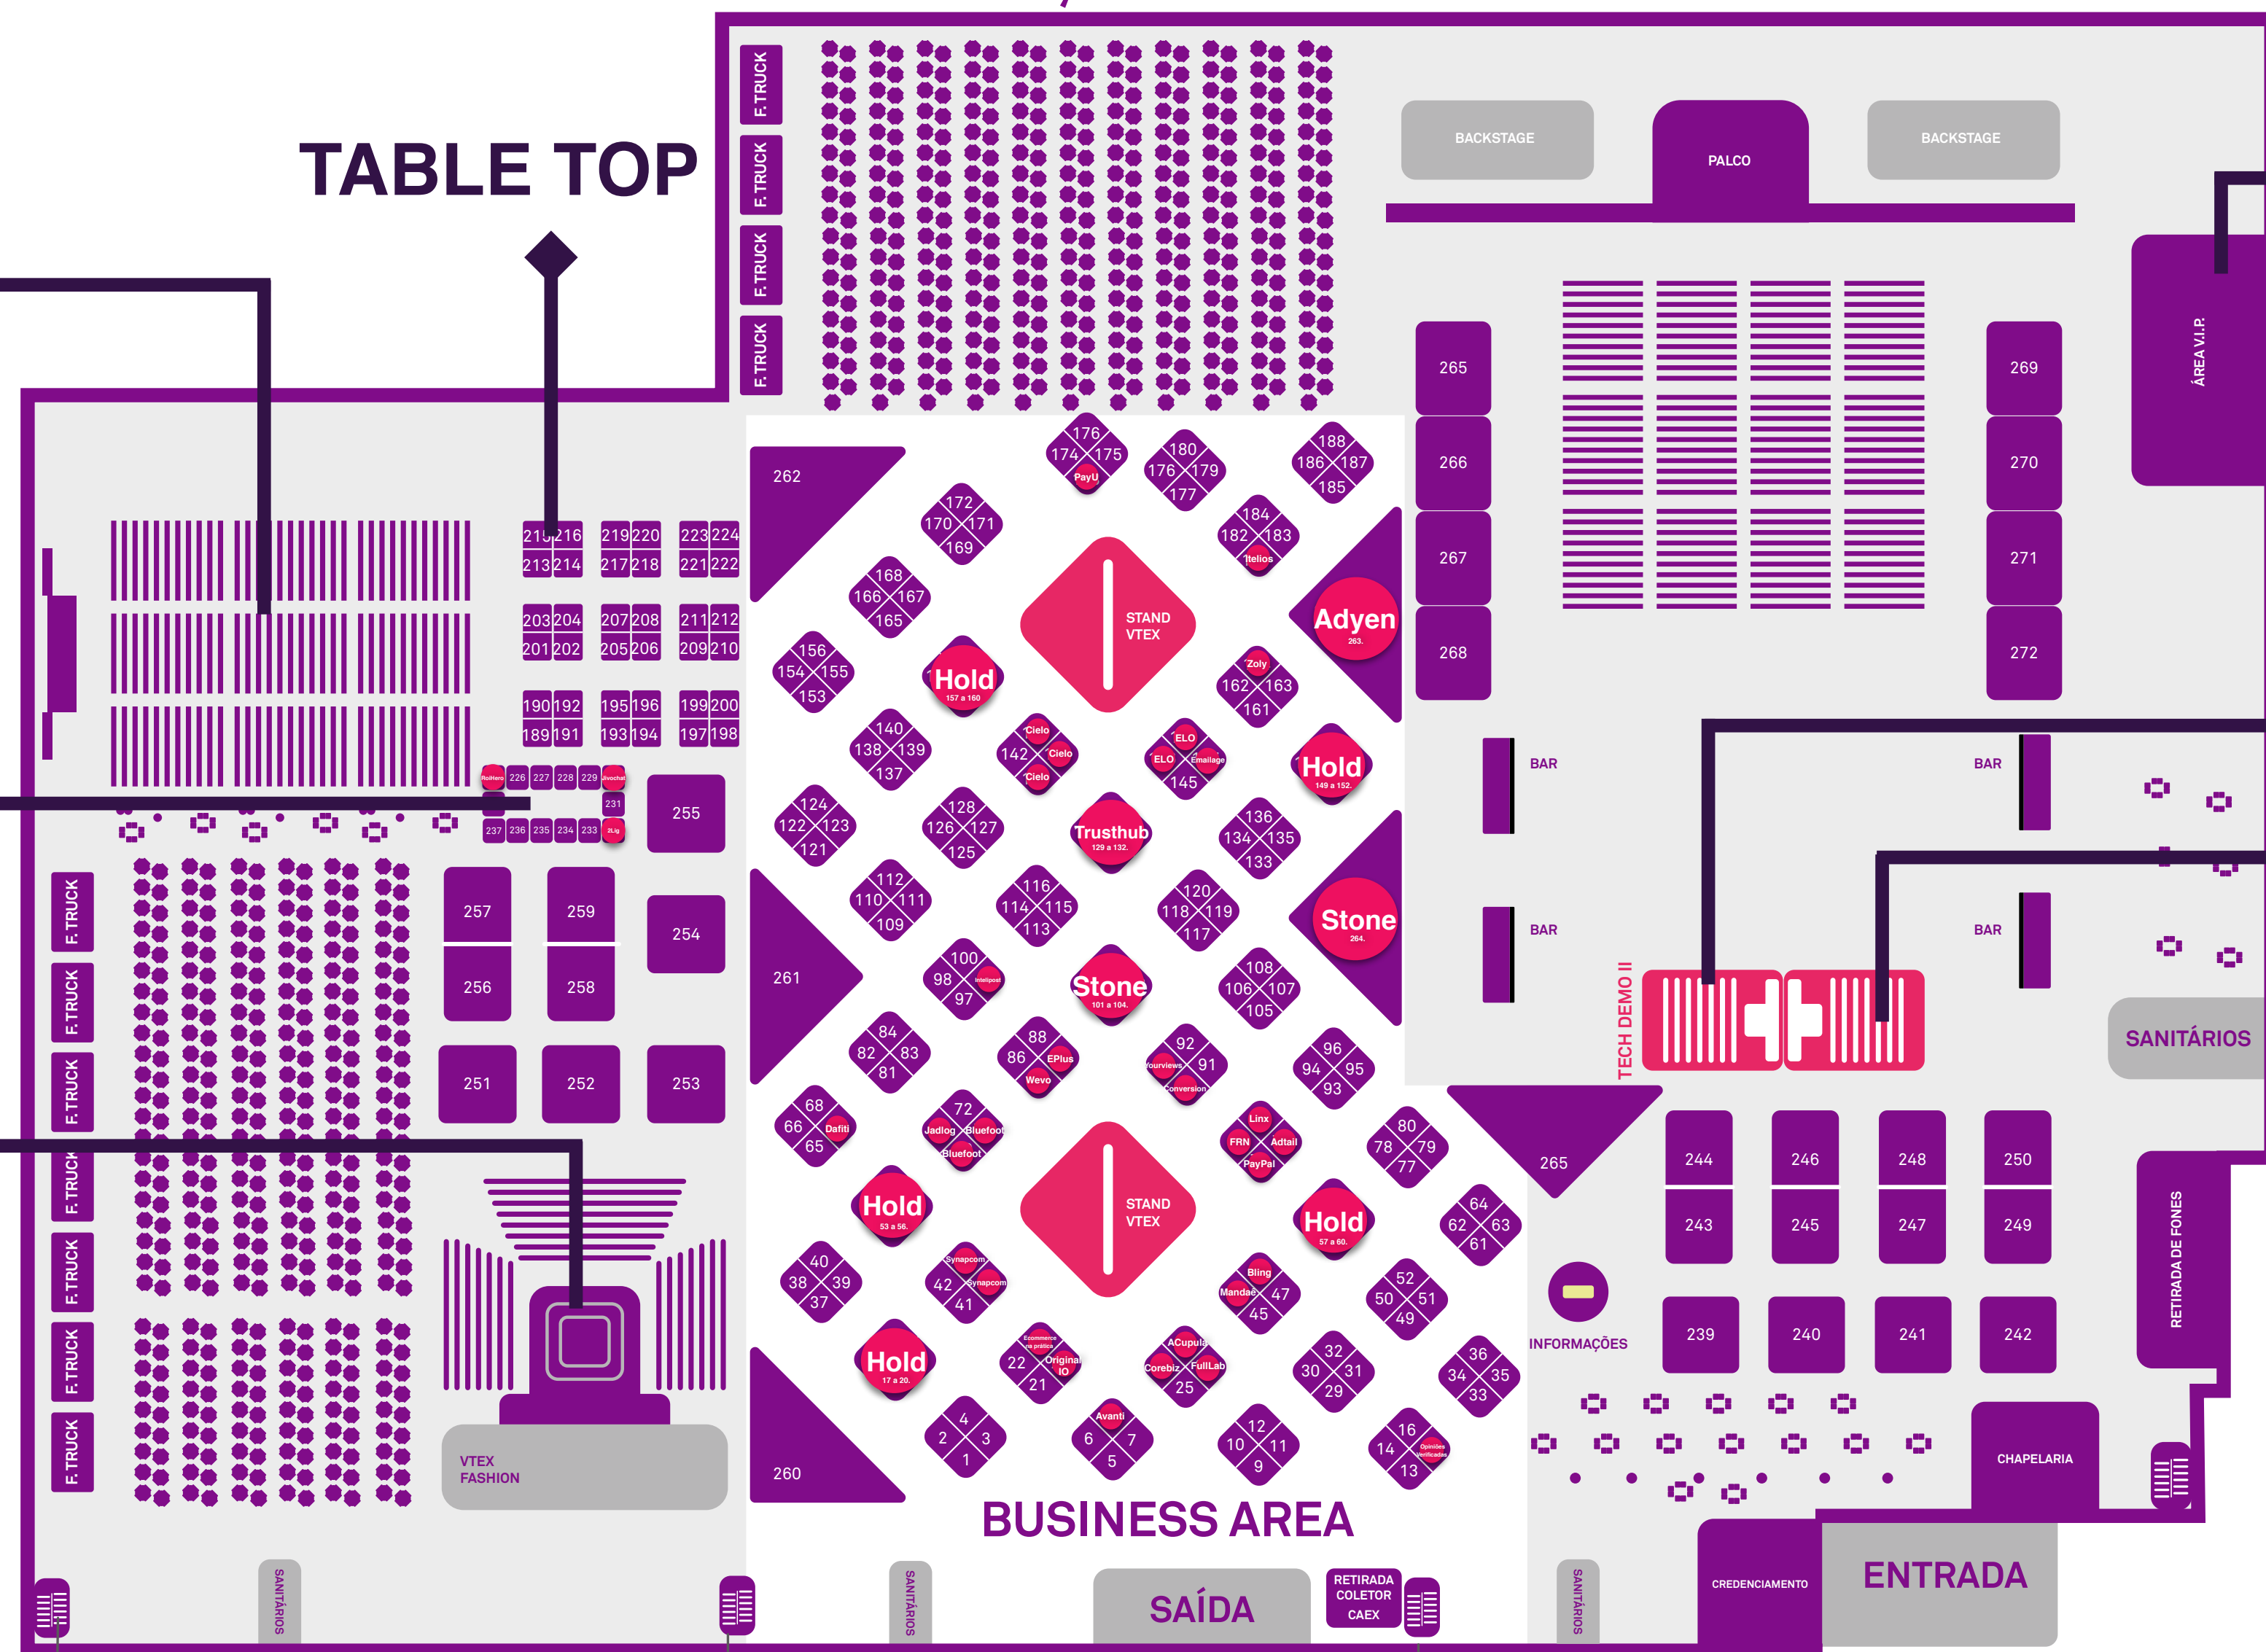 TABLE TOP
F. TRUCK
F. TRUCK
F. TRUCK
F. TRUCK
BACKSTAGE
PALCO
BACKSTAGE
ÁREA V.I.P.
265
266
267
268
269
270
271
272
262
176
174 175
PayU
180
176 179
177
188
186 187
185
172
170 171
169
184
182 183
Itelios
168
166 167
165
STAND
VTEX
Adyen
263.
156
154 155
153
Hold
157 a 160
Zoly
162 163
161
215 216
213 214
219 220
217 218
223 224
221 222
203 204
201 202
207 208
205 206
211 212
209 210
190 192
189 191
195 196
193 194
199 200
197 198
RoiHero
226
227
228
229
Jivochat
231
237
236
235
234
233
2Lig
255
140
138 139
137
Cielo
142
Cielo
Cielo
ELO
ELO
Emailage
145
Hold
149 a 152.
BAR
BAR
124
122 123
121
128
126 127
125
Trusthub
129 a 132.
136
134 135
133
257
256
259
258
254
112
110 111
109
116
114 115
113
120
118 119
117
Stone
264.
BAR
BAR
261
100
98
Intelipost
97
Stone
101 a 104.
108
106 107
105
TECH DEMO II
SANITÁRIOS
251
252
253
84
82 83
81
88
86
EPlus
Wevo
92
Yourviews
91
Conversion
96
94 95
93
68
66
Dafiti
65
72
Jadlog
Bluefoot
Bluefoot
Linx
FRN
Adtail
PayPal
80
78 79
77
265
244
243
246
245
248
247
250
249
F. TRUCK
F. TRUCK
F. TRUCK
F. TRUCK
F. TRUCK
F. TRUCK
F. TRUCK
Hold
53 a 56.
STAND
VTEX
Hold
57 a 60.
64
62 63
61
RETIRADA DE FONES
40
38 39
37
Synapcom
42
Synapcom
41
Bling
Mandaê
47
45
52
50 51
49
INFORMAÇÕES
239
240
241
242
Hold
17 a 20.
Ecommerce
na prática
22
Original
IO
21
ACupula
Corebiz
FullLab
25
32
30 31
29
36
34 35
33
4
2 3
1
Avanti
6 7
5
12
10 11
9
16
14
Opiniões
Verificadas
13
VTEX
FASHION
260
BUSINESS AREA
CHAPELARIA
SANITÁRIOS
SANITÁRIOS
SAÍDA
RETIRADA
COLETOR
CAEX
SANITÁRIOS
CREDENCIAMENTO
ENTRADA